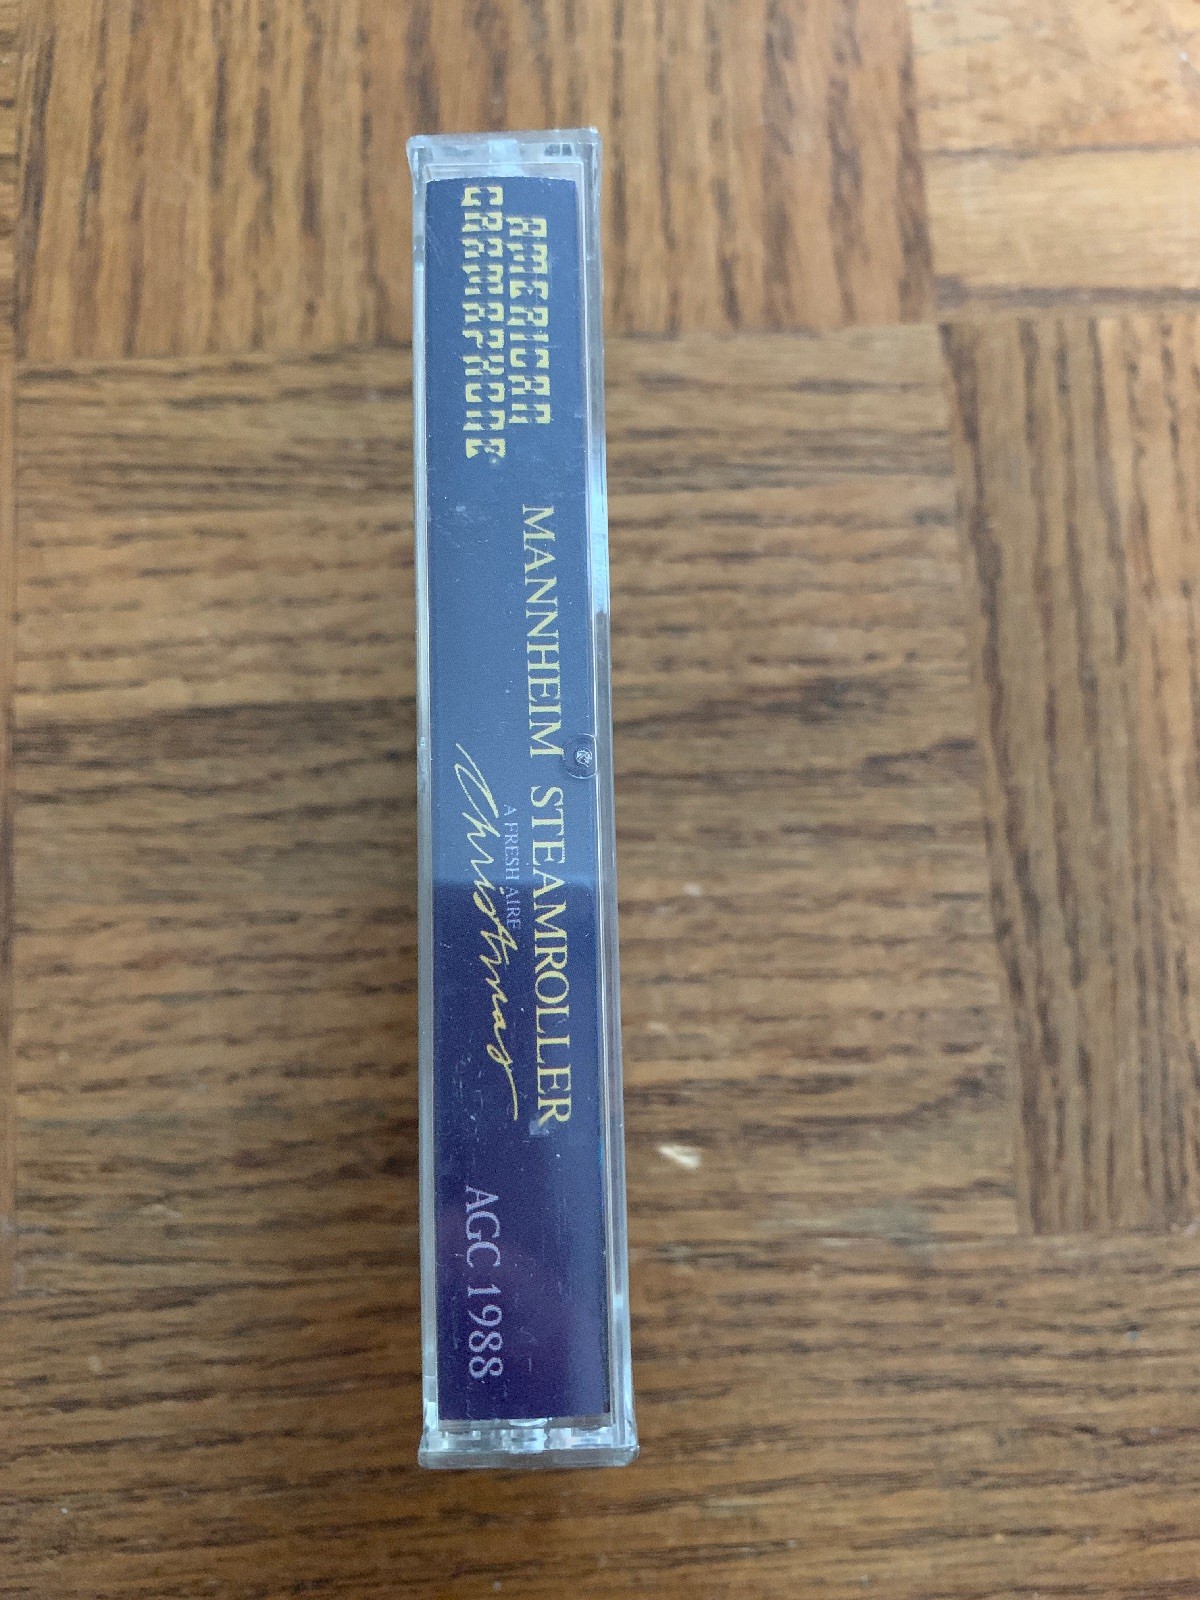 AMERICAN
GRAMAPHONE
MANNHEIM STEAMROLLER
A FRESH AIRE
Christmas
AGC 1988